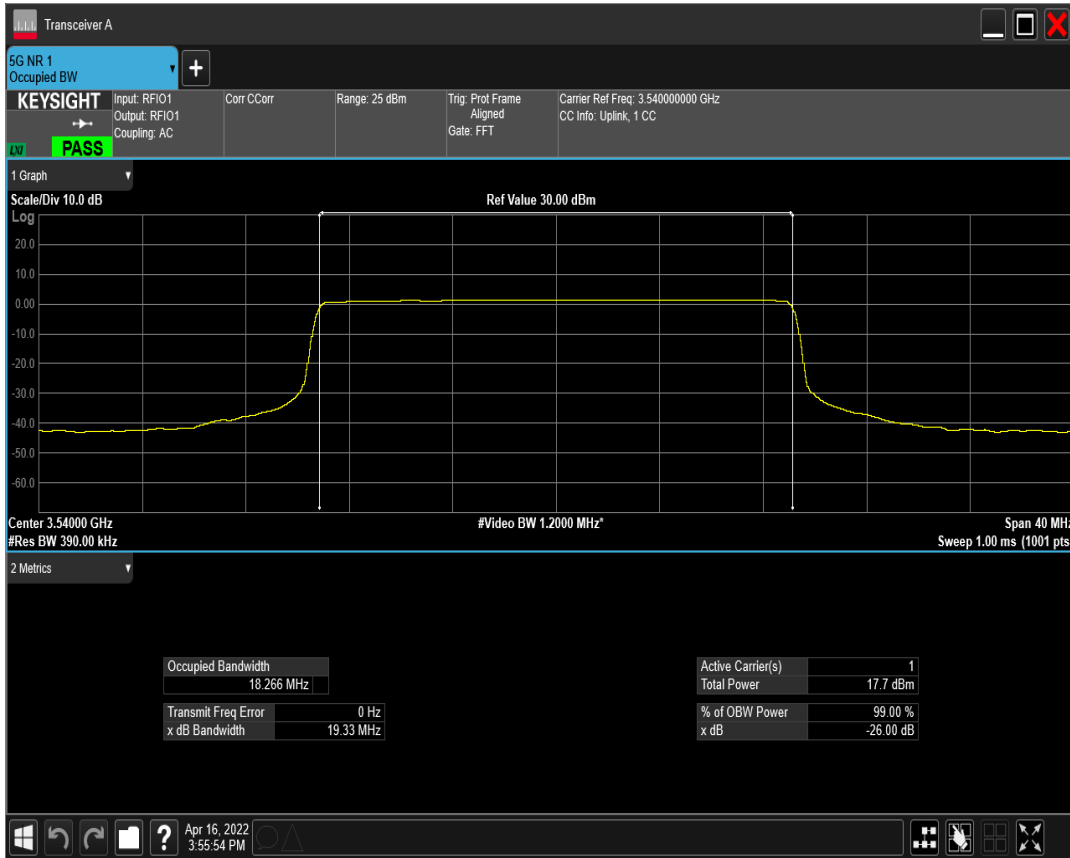 Transceiver A
5G NR 1
Occupied BW
KEYSIGHT
LXI
PASS
Input: RFIO1
Output: RFIO1
Coupling: AC
Corr CCorr
Range: 25 dBm
Trig: Prot Frame
Aligned
Gate: FFT
Carrier Ref Freq: 3.540000000 GHz
CC Info: Uplink, 1 CC
1 Graph
Scale/Div 10.0 dB
Ref Value 30.00 dBm
Log
20.0
10.0
0.00
-10.0
-20.0
-30.0
-40.0
-50.0
-60.0
Center 3.54000 GHz
#Video BW 1.2000 MHz*
Span 40 MHz
#Res BW 390.00 kHz
Sweep 1.00 ms (1001 pts
2 Metrics
Occupied Bandwidth
18.266 MHz
Transmit Freq Error 0 Hz
x dB Bandwidth 19.33 MHz
Active Carrier(s) 1
Total Power 17.7 dBm
% of OBW Power 99.00 %
x dB -26.00 dB
?
Apr 16, 2022
3:55:54 PM